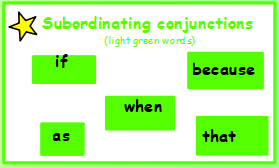 Subordinating conjunctions
(light green words)
if
because
when
as
that